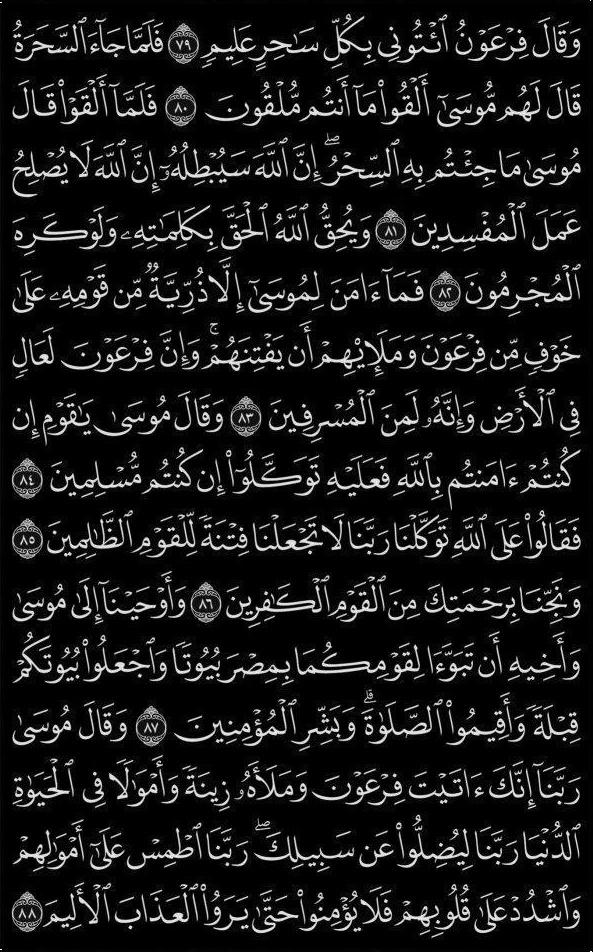 وَقَالَ فِرْعَوْنُ ٱئْتُونِى بِكُلِّ سَٰحِرٍ عَلِيمٍ ٧٩ فَلَمَّا جَآءَ ٱلسَّحَرَةُ
قَالَ لَهُم مُّوسَىٰٓ أَلْقُوا۟ مَآ أَنتُم مُّلْقُونَ ٨٠ فَلَمَّآ أَلْقَوْا۟ قَالَ
مُوسَىٰ مَا جِئْتُم بِهِ ٱلسِّحْرُ ۖ إِنَّ ٱللَّهَ سَيُبْطِلُهُۥٓ إِنَّ ٱللَّهَ لَا يُصْلِحُ
عَمَلَ ٱلْمُفْسِدِينَ ٨١ وَيُحِقُّ ٱللَّهُ ٱلْحَقَّ بِكَلِمَٰتِهِۦ وَلَوْ كَرِهَ
ٱلْمُجْرِمُونَ ٨٢ فَمَآ ءَامَنَ لِمُوسَىٰٓ إِلَّا ذُرِّيَّةٌ مِّن قَوْمِهِۦ عَلَىٰ
خَوْفٍ مِّن فِرْعَوْنَ وَمَلَإِي۟هِمْ أَن يَفْتِنَهُمْ ۚ وَإِنَّ فِرْعَوْنَ لَعَالٍ
فِى ٱلْأَرْضِ وَإِنَّهُۥ لَمِنَ ٱلْمُسْرِفِينَ ٨٣ وَقَالَ مُوسَىٰ يَٰقَوْمِ إِن
كُنتُمْ ءَامَنتُم بِٱللَّهِ فَعَلَيْهِ تَوَكَّلُوٓا۟ إِن كُنتُم مُّسْلِمِينَ ٨٤
فَقَالُوا۟ عَلَى ٱللَّهِ تَوَكَّلْنَا رَبَّنَا لَا تَجْعَلْنَا فِتْنَةً لِّلْقَوْمِ ٱلظَّٰلِمِينَ ٨٥
وَنَجِّنَا بِرَحْمَتِكَ مِنَ ٱلْقَوْمِ ٱلْكَٰفِرِينَ ٨٦ وَأَوْحَيْنَآ إِلَىٰ مُوسَىٰ
وَأَخِيهِ أَن تَبَوَّءَا لِقَوْمِكُمَا بِمِصْرَ بُيُوتًا وَٱجْعَلُوا۟ بُيُوتَكُمْ
قِبْلَةً وَأَقِيمُوا۟ ٱلصَّلَوٰةَ ۗ وَبَشِّرِ ٱلْمُؤْمِنِينَ ٨٧ وَقَالَ مُوسَىٰ
رَبَّنَآ إِنَّكَ ءَاتَيْتَ فِرْعَوْنَ وَمَلَأَهُۥ زِينَةً وَأَمْوَٰلًا فِى ٱلْحَيَوٰةِ
ٱلدُّنْيَا رَبَّنَا لِيُضِلُّوا۟ عَن سَبِيلِكَ ۖ رَبَّنَا ٱطْمِسْ عَلَىٰٓ أَمْوَٰلِهِمْ
وَٱشْدُدْ عَلَىٰ قُلُوبِهِمْ فَلَا يُؤْمِنُوا۟ حَتَّىٰ يَرَوُا۟ ٱلْعَذَابَ ٱلْأَلِيمَ ٨٨